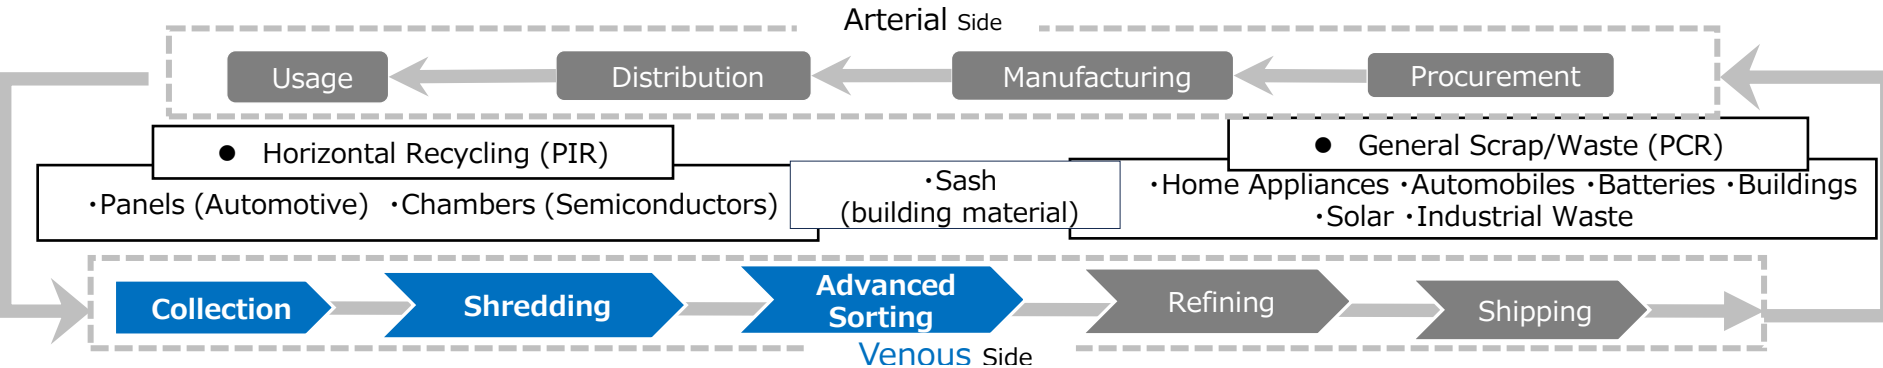 Arterial Side
Usage
Distribution
Manufacturing
Procurement
● Horizontal Recycling (PIR)
● General Scrap/Waste (PCR)
・Panels (Automotive) ・Chambers (Semiconductors)
・Sash
(building material)
・Home Appliances ・Automobiles ・Batteries ・Buildings
・Solar ・Industrial Waste
Collection
Shredding
Advanced
Sorting
Refining
Shipping
Venous Side